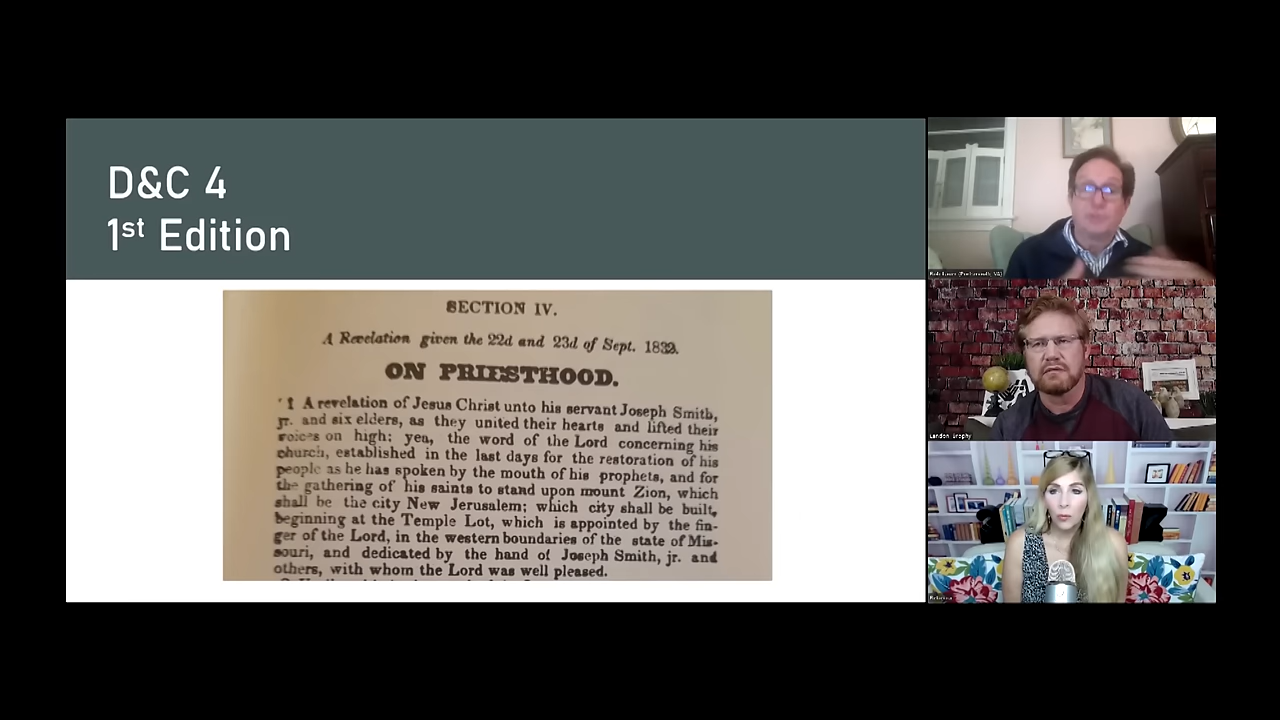 D&C 4
1st Edition
SECTION IV.
A Revelation given the 22d and 23d of Sept. 1832.
ON PRIESTHOOD.
1 A revelation of Jesus Christ unto his servant Joseph Smith,
jr. and six elders, as they united their hearts and lifted their
voices on high; yea, the word of the Lord concerning his
church, established in the last days for the restoration of his
people as he has spoken by the mouth of his prophets, and for
the gathering of his saints to stand upon mount Zion, which
shall be the city New Jerusalem; which city shall be built,
beginning at the Temple Lot, which is appointed by the fin-
ger of the Lord, in the western boundaries of the state of Mis-
souri, and dedicated by the hand of Joseph Smith, jr. and
others, with whom the Lord was well pleased.
Landon Brophy
Rebecca